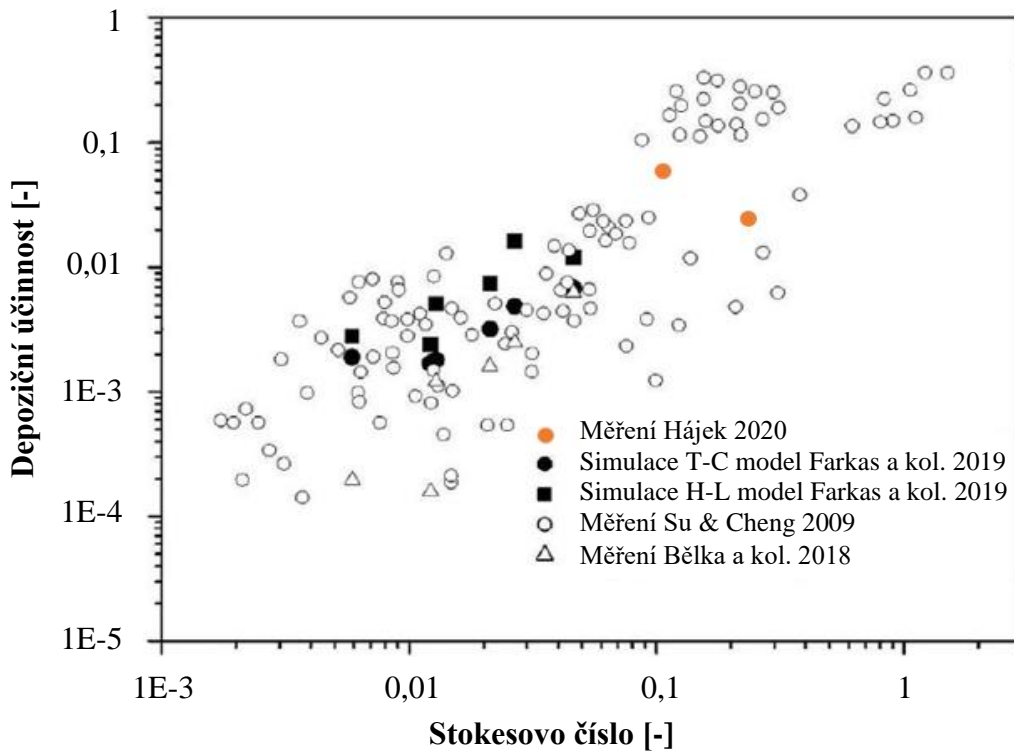 1
0,1
0,01
1E-3
1E-4
1E-5
Depoziční účinnost [-]
Měření Hájek 2020
Simulace T-C model Farkas a kol. 2019
Simulace H-L model Farkas a kol. 2019
Měření Su & Cheng 2009
Měření Bělka a kol. 2018
1E-3
0,01
0,1
1
Stokesovo číslo [-]